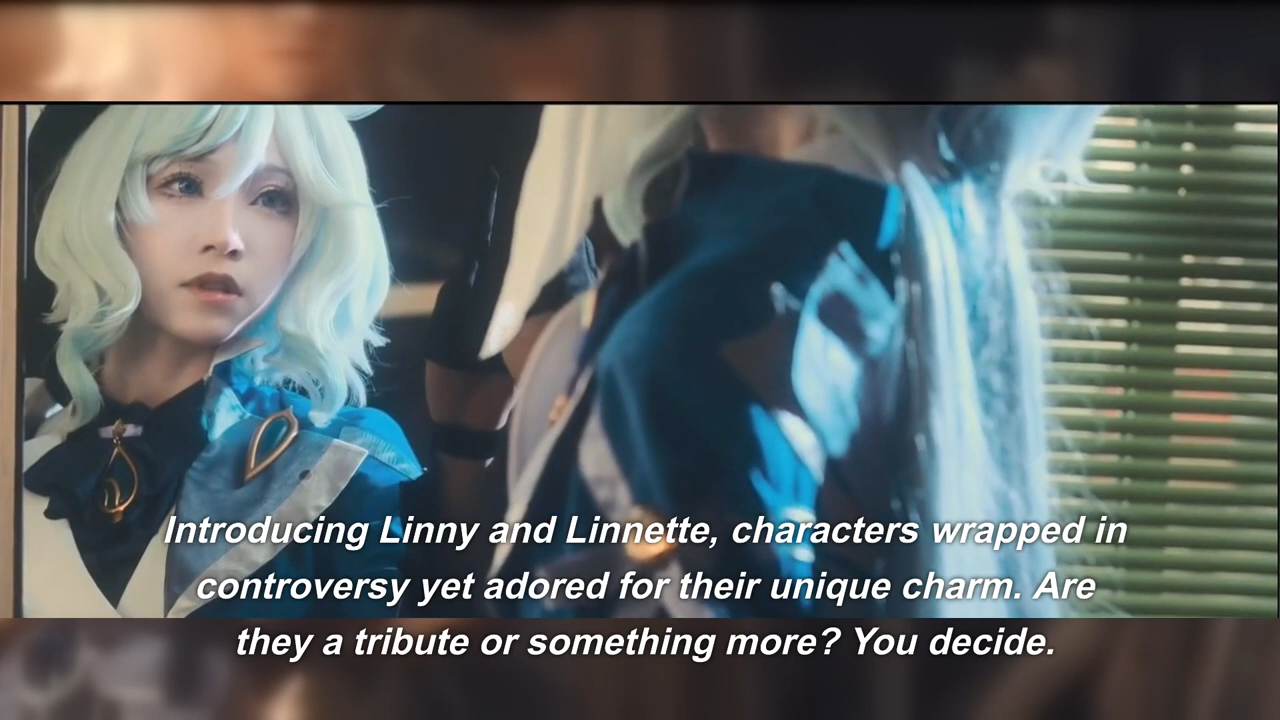 Introducing Linny and Linnette, characters wrapped in
controversy yet adored for their unique charm. Are
they a tribute or something more? You decide.